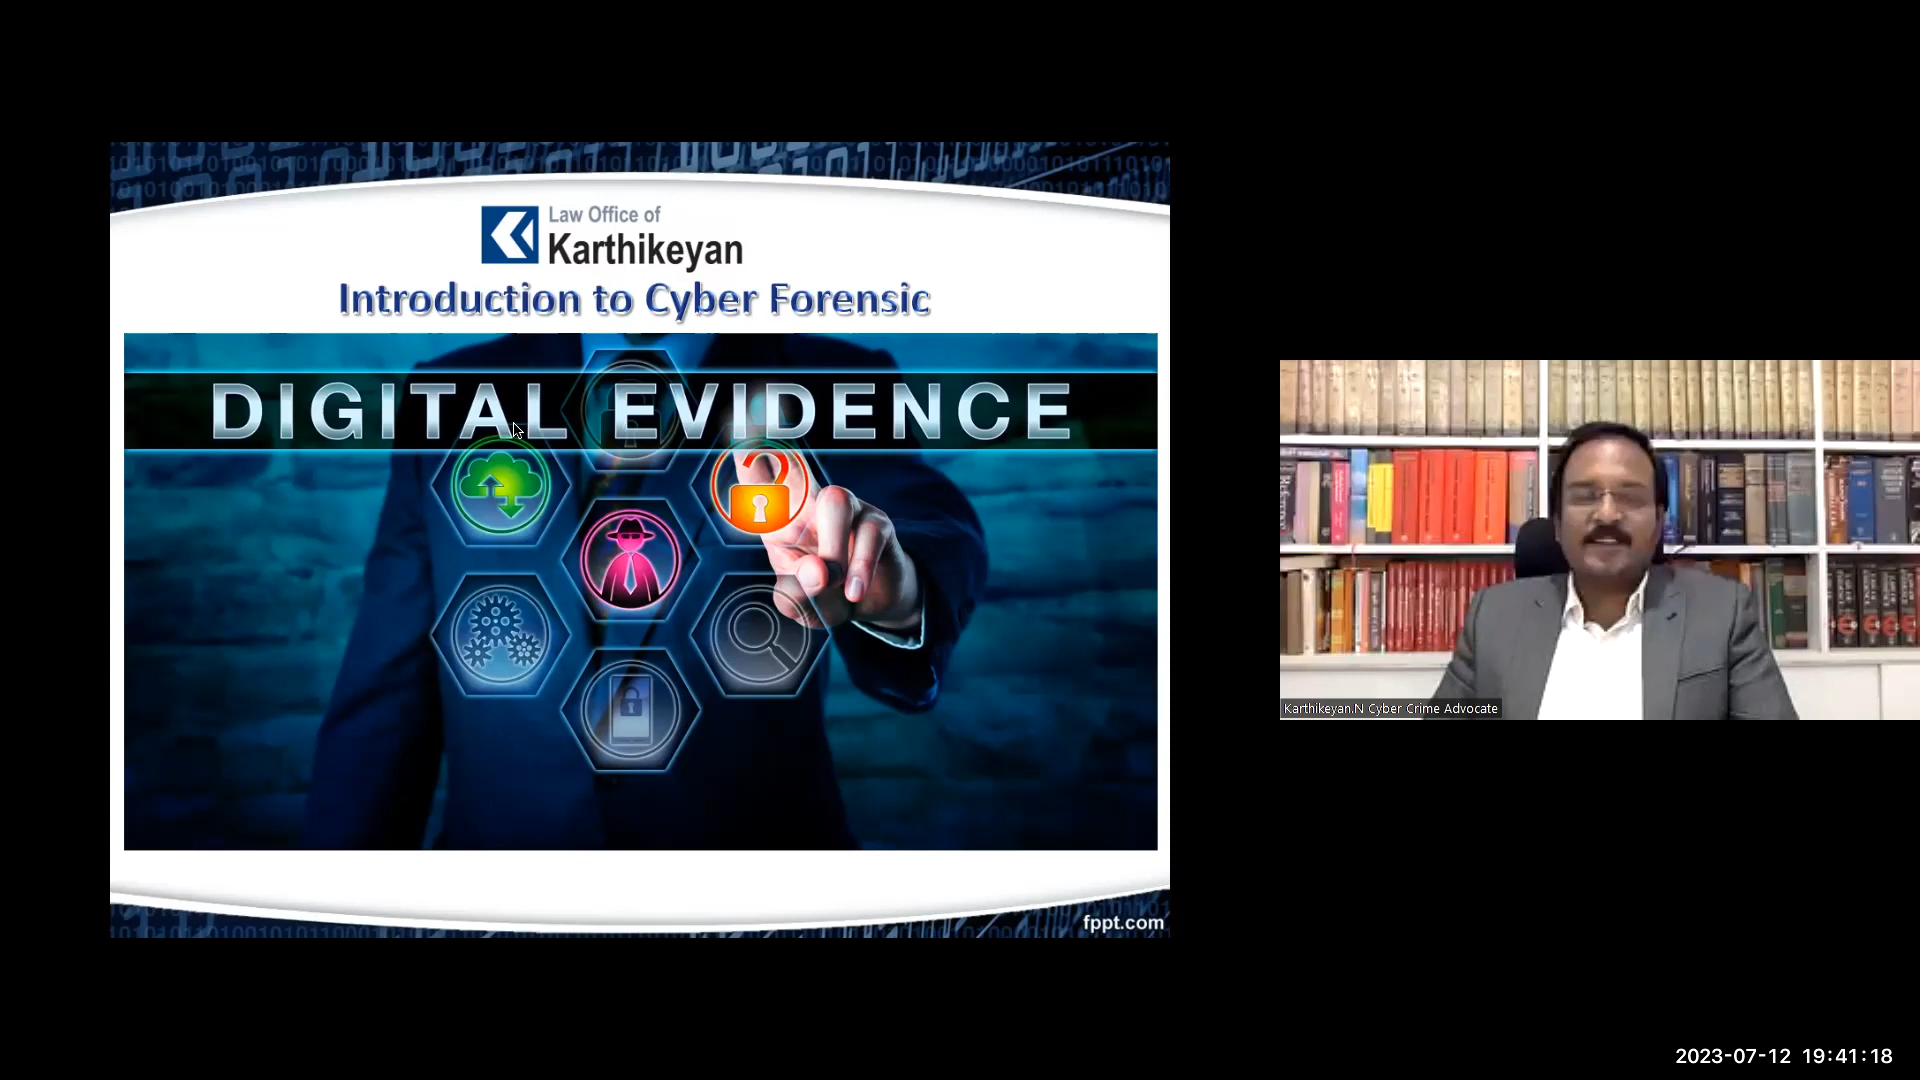 Law Office of
Karthikeyan
Introduction to Cyber Forensic
DIGITAL EVIDENCE
fppt.com
Karthikeyan.N Cyber Crime Advocate
2023-07-12 19:41:18